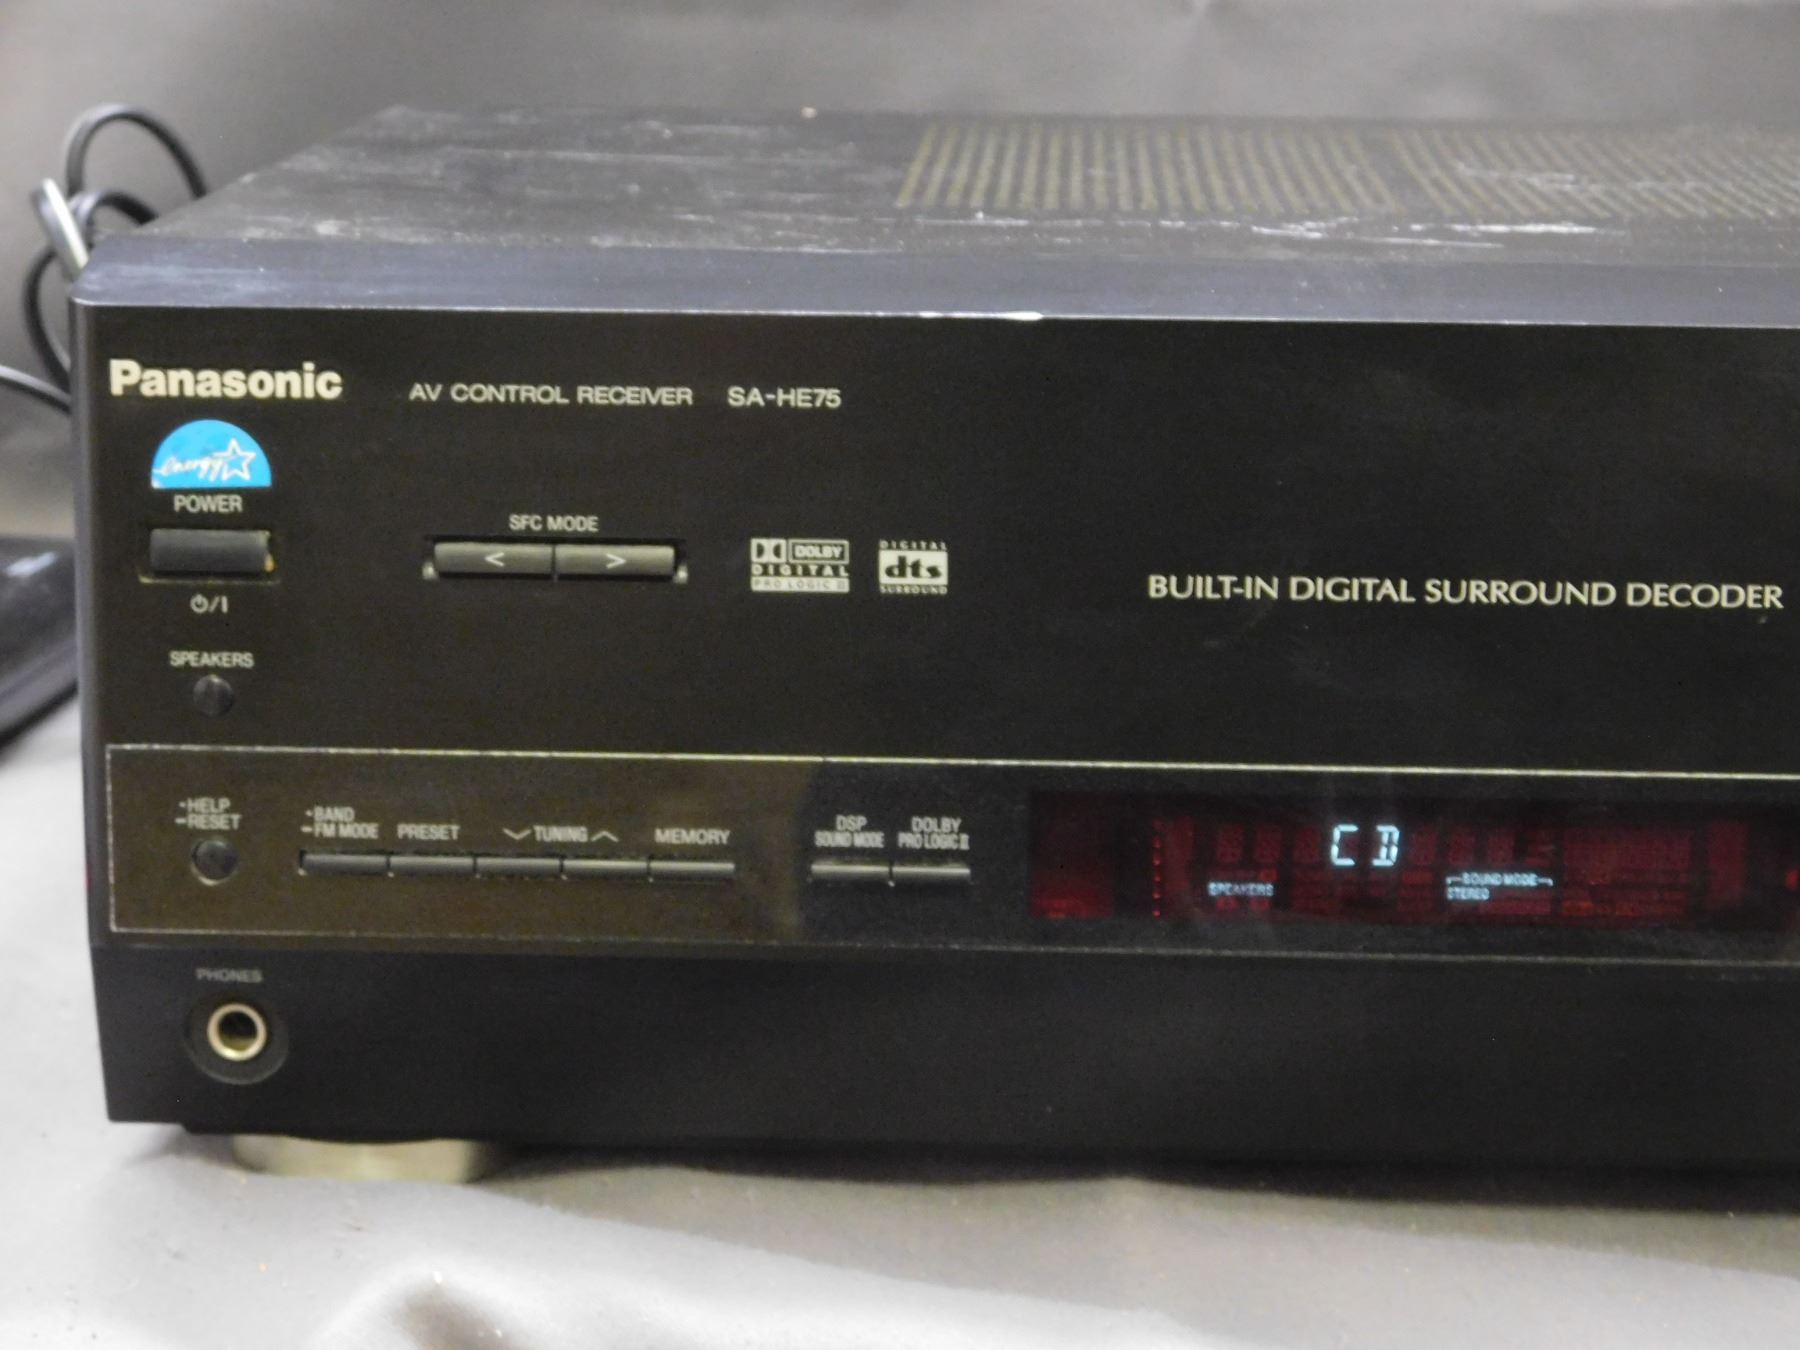 Panasonic
AV CONTROL RECEIVER SA-HE75
energy
POWER
SFC MODE
< >
DOLBY
DIGITAL
PRO LOGIC II
DIGITAL
dts
SURROUND
BUILT-IN DIGITAL SURROUND DECODER
⏻/I
SPEAKERS
-HELP
-RESET
-BAND
-FM MODE
PRESET
TUNING
MEMORY
DSP
SOUND MODE
DOLBY
PRO LOGIC II
CD
SPEAKERS
SOUND MODE
STEREO
PHONES